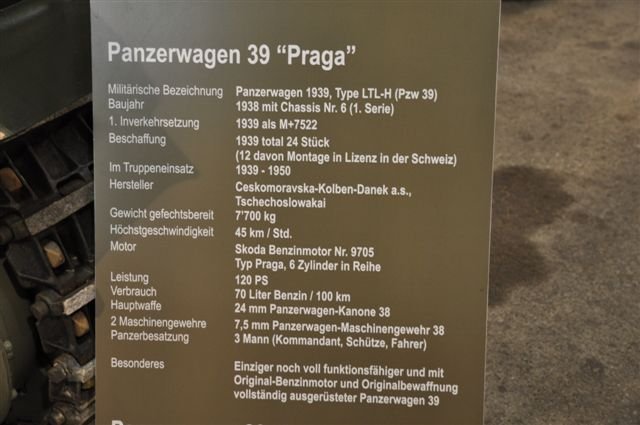 Panzerwagen 39 “Praga”
Militärische Bezeichnung Panzerwagen 1939, Type LTL-H (Pzw 39)
Baujahr 1938 mit Chassis Nr. 6 (1. Serie)
1. Inverkehrsetzung 1939 als M+7522
Beschaffung 1939 total 24 Stück
(12 davon Montage in Lizenz in der Schweiz)
Im Truppeneinsatz 1939 - 1950
Hersteller Ceskomoravska-Kolben-Danek a.s.,
Tschechoslowakai
Gewicht gefechtsbereit 7'700 kg
Höchstgeschwindigkeit 45 km / Std.
Motor Skoda Benzinmotor Nr. 9705
Typ Praga, 6 Zylinder in Reihe
Leistung 120 PS
Verbrauch 70 Liter Benzin / 100 km
Hauptwaffe 24 mm Panzerwagen-Kanone 38
2 Maschinengewehre 7,5 mm Panzerwagen-Maschinengewehr 38
Panzerbesatzung 3 Mann (Kommandant, Schütze, Fahrer)
Besonderes Einziger noch voll funktionsfähiger und mit
Original-Benzinmotor und Originalbewaffnung
vollständig ausgerüsteter Panzerwagen 39